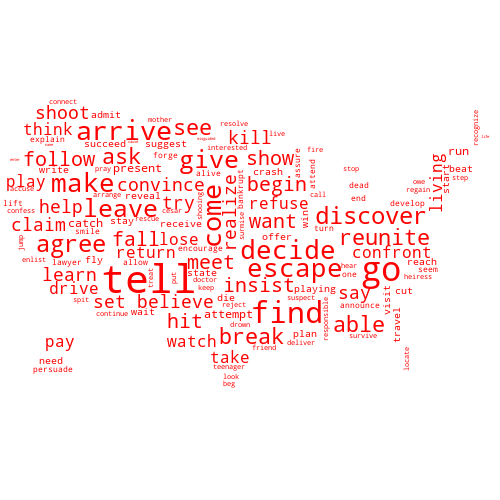 connect
shoot admit
mother
resolve
recognize
think arrive see
explain succeed suggest
kill live
life
follow ask
forge
give
interested
show
assure
fire
stop
run
write pray present
alive
crash
attend
living
start
beat
step
play
accuse
make convince
come
realize
bankrupt
begin
call
dead
owe
regain
lift
confess
help leave
arrange reveal
try
shooting
surmise
refuse
win
end
develop
claim catch stay rescue
cesar
receive
want
turn
discover
smile
jump
agree fall lose
encourage
offer
decide
reunite
enlist
lawyer fly
return
state
meet
hear
confront
reach
learn
allow
tell
treat
put
doctor
keep
insist
escape
one
go
seem
heiress
drive
spit
set believe
die
reject
playing
suspect
say
visit
cut
continue
wait
hit
attempt
drown
find
responsible
announce
able
travel
pay
watch
break
plan
deliver
survive
need
persuade
take
friend
locate
teenager
look
beg